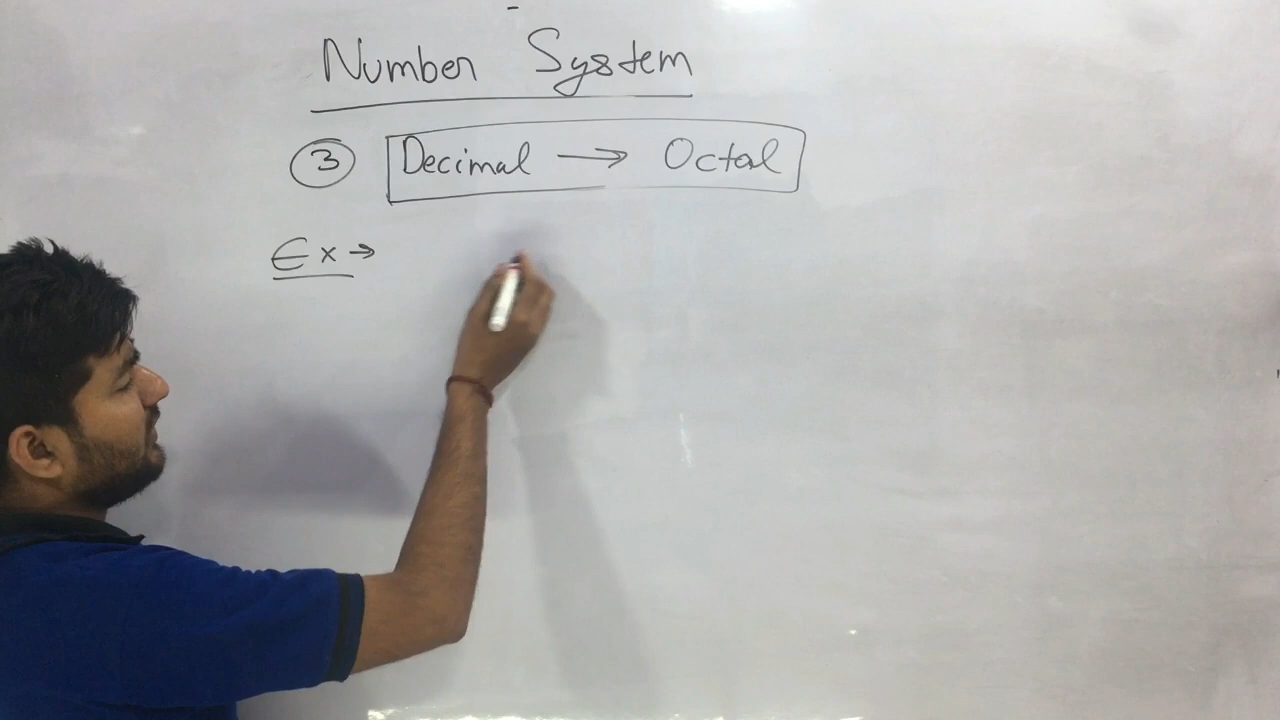 Number System
③ Decimal → Octal
Ex →